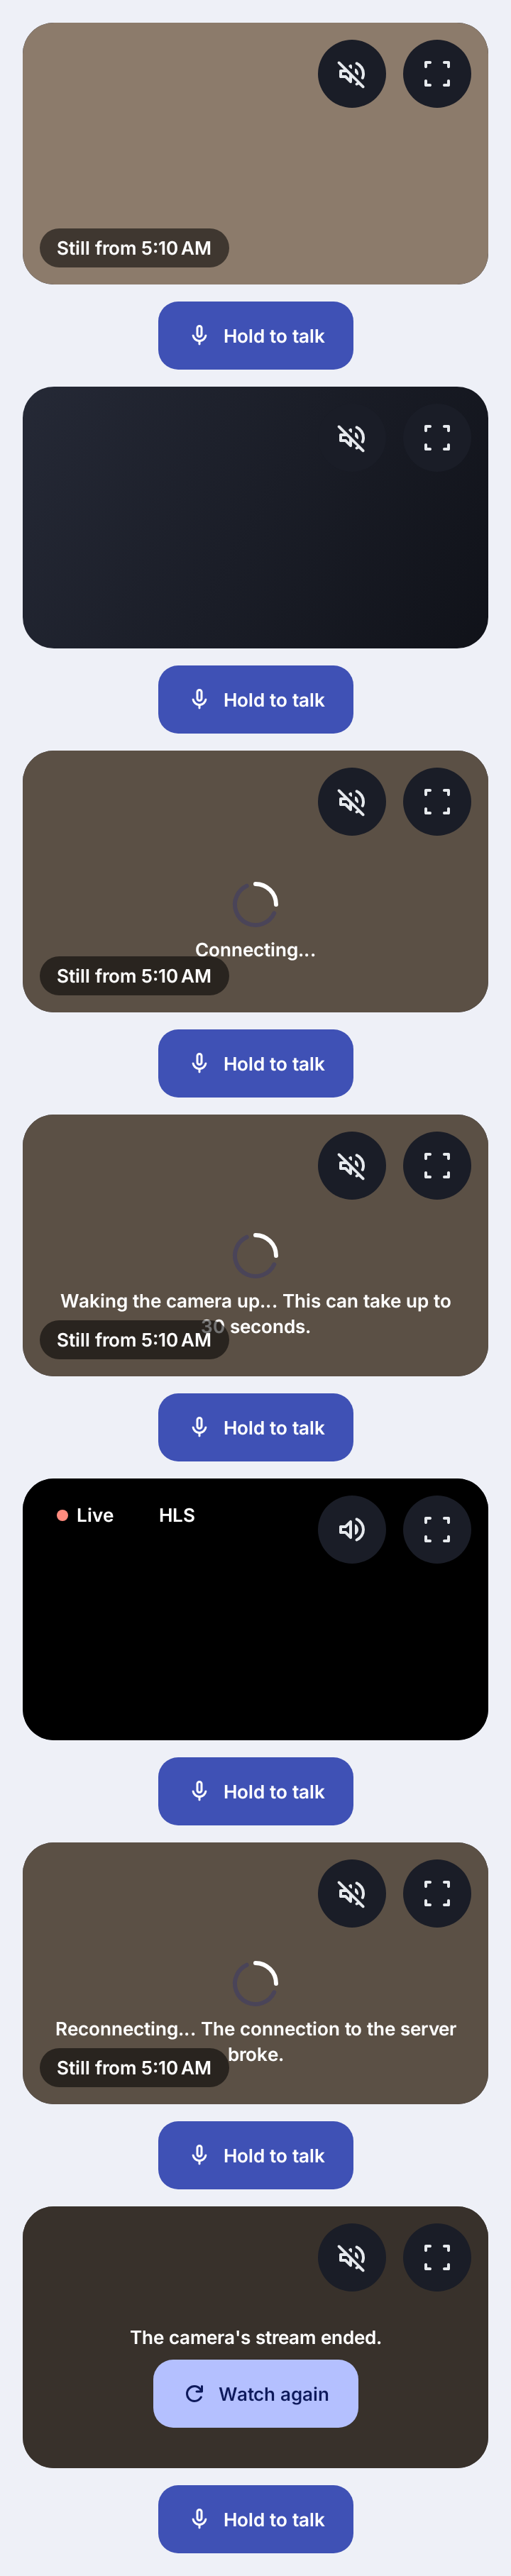 Still from 5:10 AM
Hold to talk
Hold to talk
Connecting...
Still from 5:10 AM
Hold to talk
Waking the camera up... This can take up to
30 seconds.
Still from 5:10 AM
Hold to talk
Live HLS
Hold to talk
Reconnecting... The connection to the server
broke.
Still from 5:10 AM
Hold to talk
The camera's stream ended.
Watch again
Hold to talk